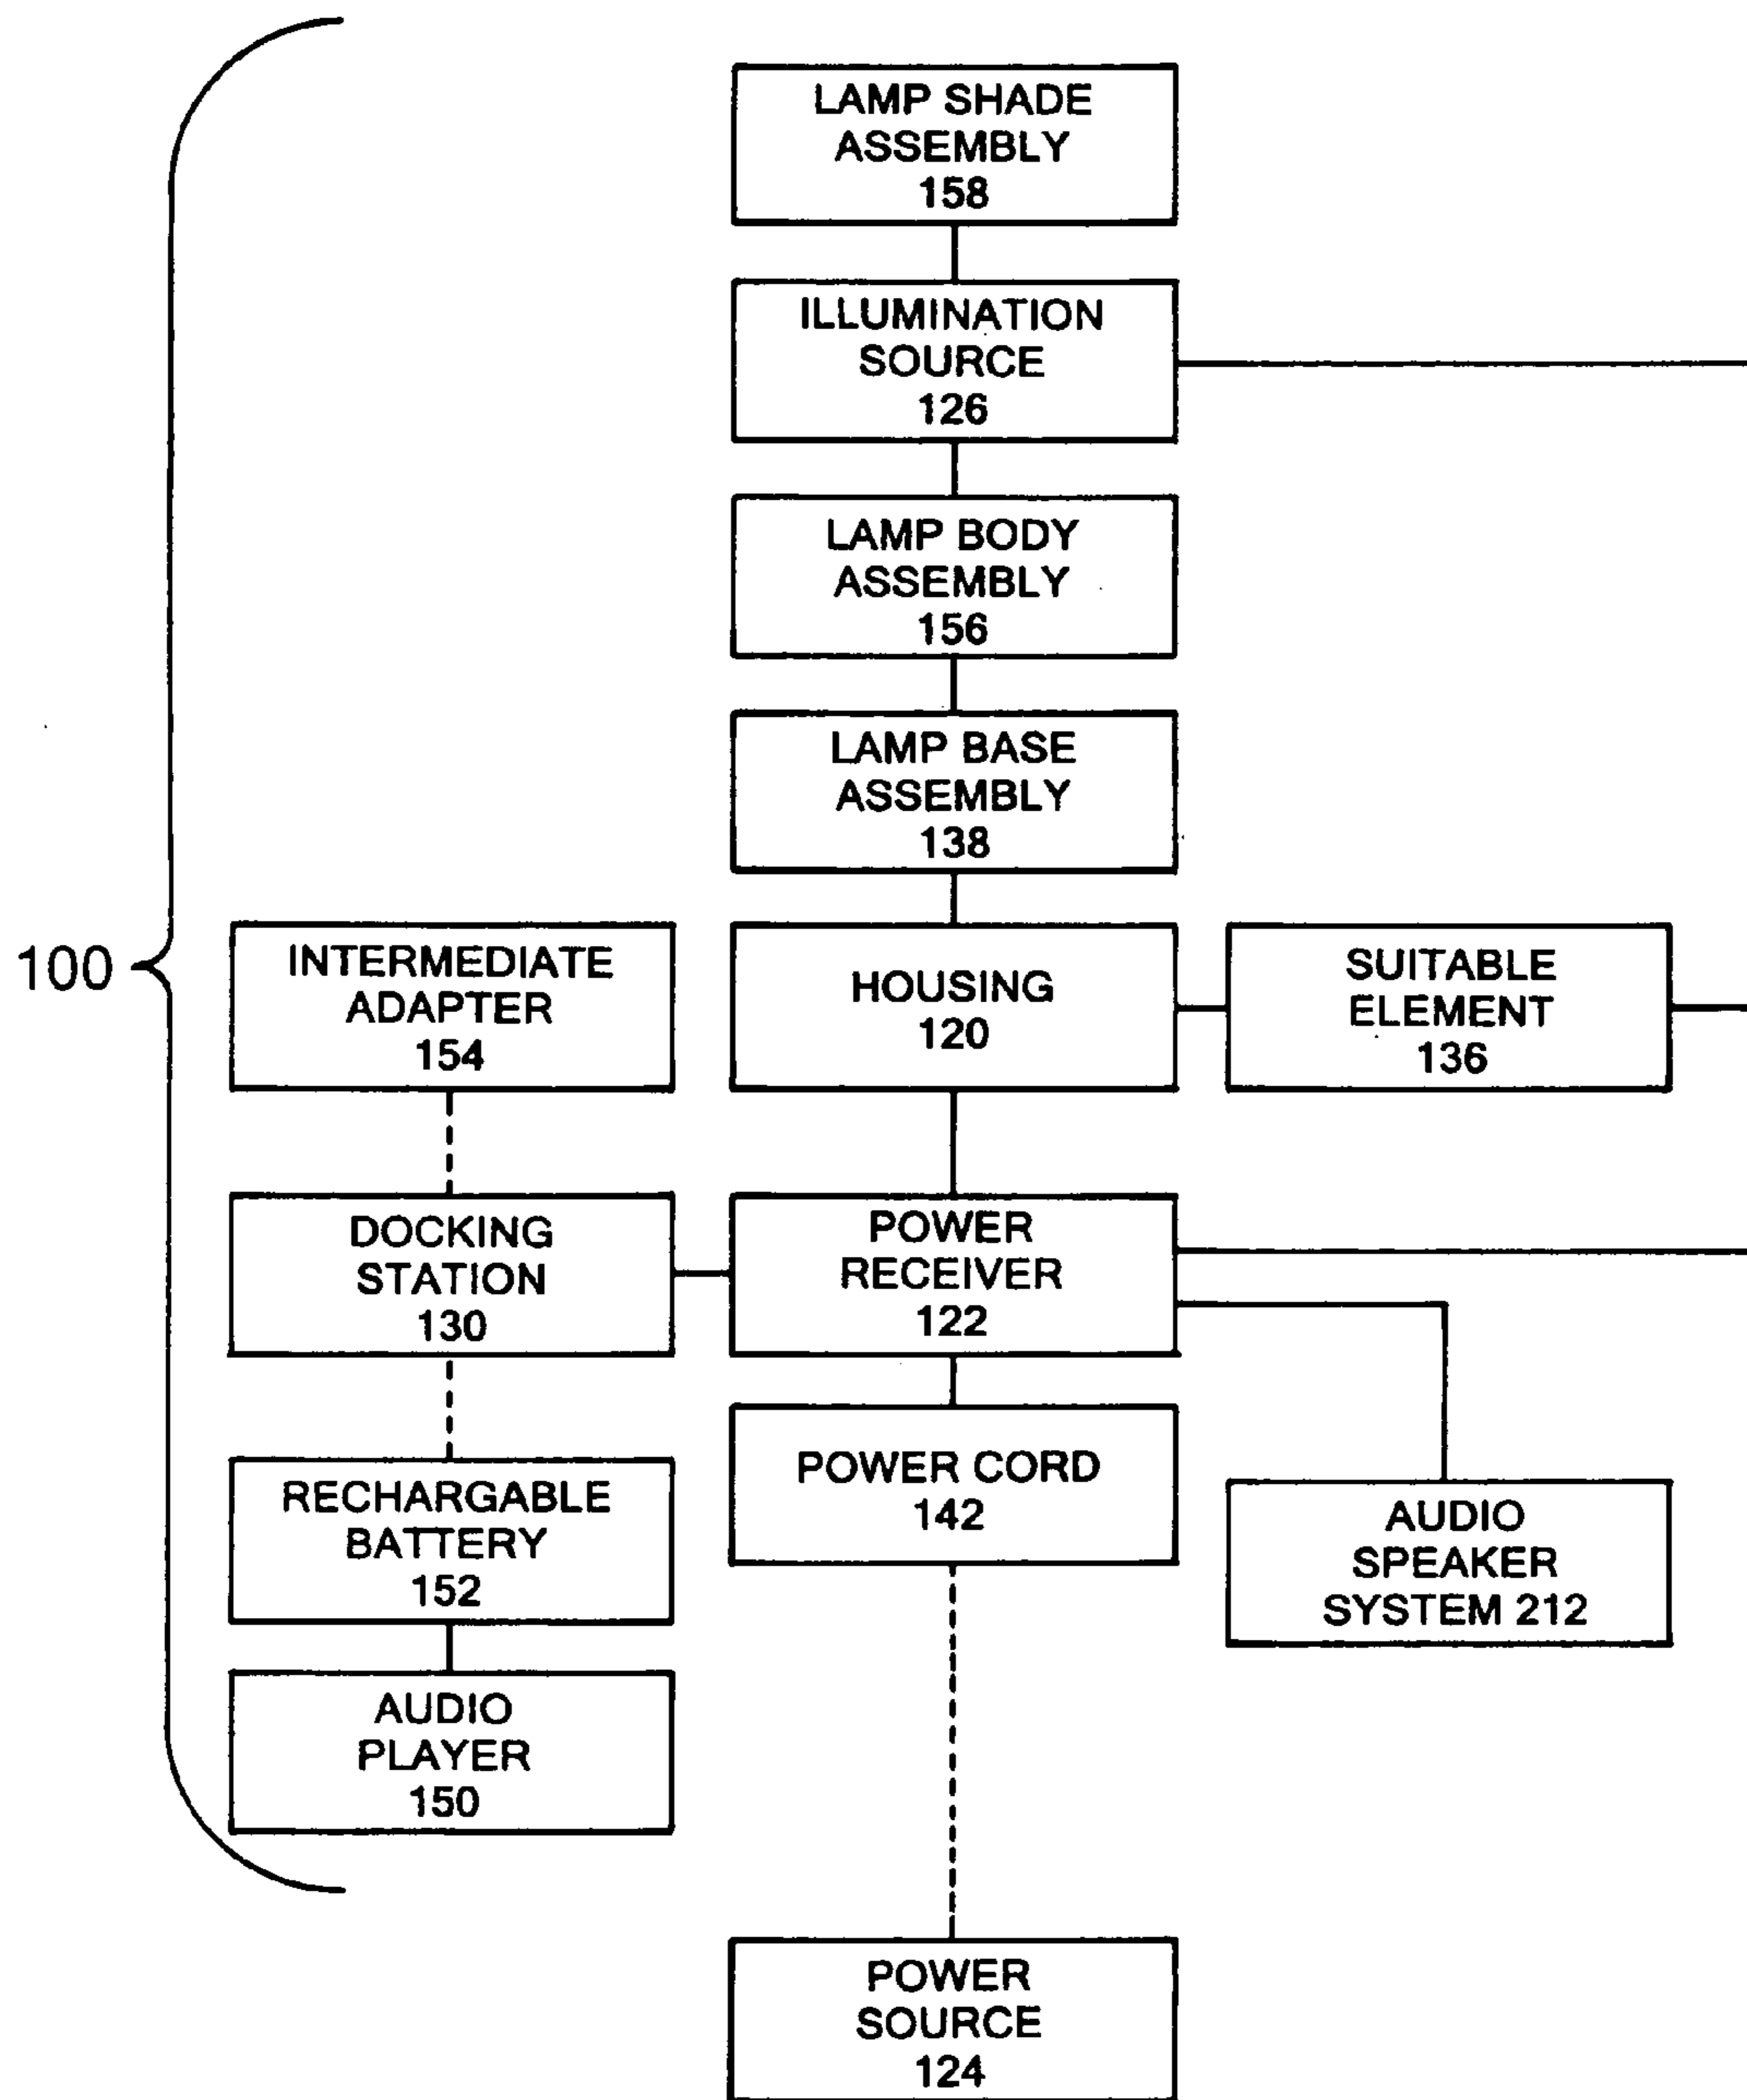 LAMP SHADE
ASSEMBLY
158
ILLUMINATION
SOURCE
126
LAMP BODY
ASSEMBLY
156
LAMP BASE
ASSEMBLY
138
100
INTERMEDIATE
ADAPTER
154
HOUSING
120
SUITABLE
ELEMENT
136
DOCKING
STATION
130
POWER
RECEIVER
122
RECHARGABLE
BATTERY
152
POWER CORD
142
AUDIO
SPEAKER
SYSTEM 212
AUDIO
PLAYER
150
POWER
SOURCE
124